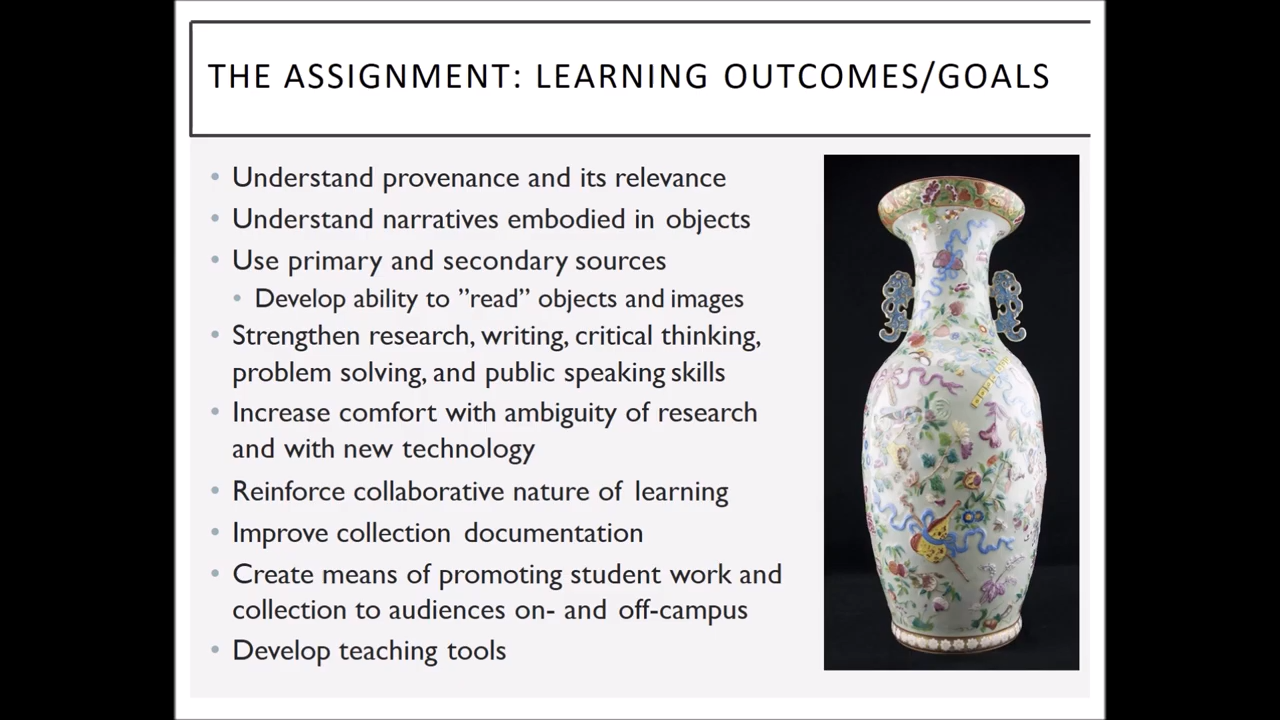 THE ASSIGNMENT: LEARNING OUTCOMES/GOALS
• Understand provenance and its relevance
• Understand narratives embodied in objects
• Use primary and secondary sources
• Develop ability to ”read” objects and images
• Strengthen research, writing, critical thinking,
problem solving, and public speaking skills
• Increase comfort with ambiguity of research
and with new technology
• Reinforce collaborative nature of learning
• Improve collection documentation
• Create means of promoting student work and
collection to audiences on- and off-campus
• Develop teaching tools